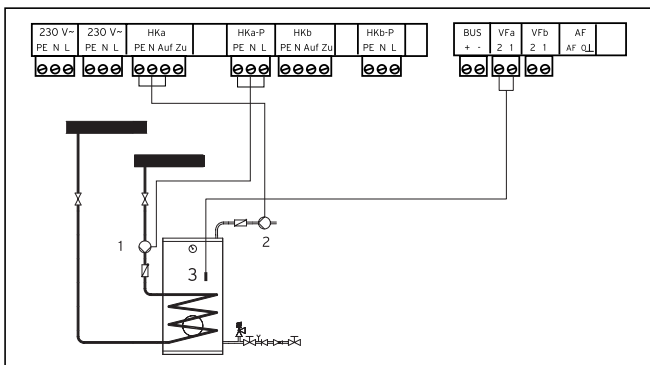 230 V~ 230 V~ HKa HKa-P HKb HKb-P BUS VFa VFb AF
PE N L PE N L PE N Auf Zu PE N L PE N Auf Zu PE N L + - 2 1 2 1 AF 0
1
2
3